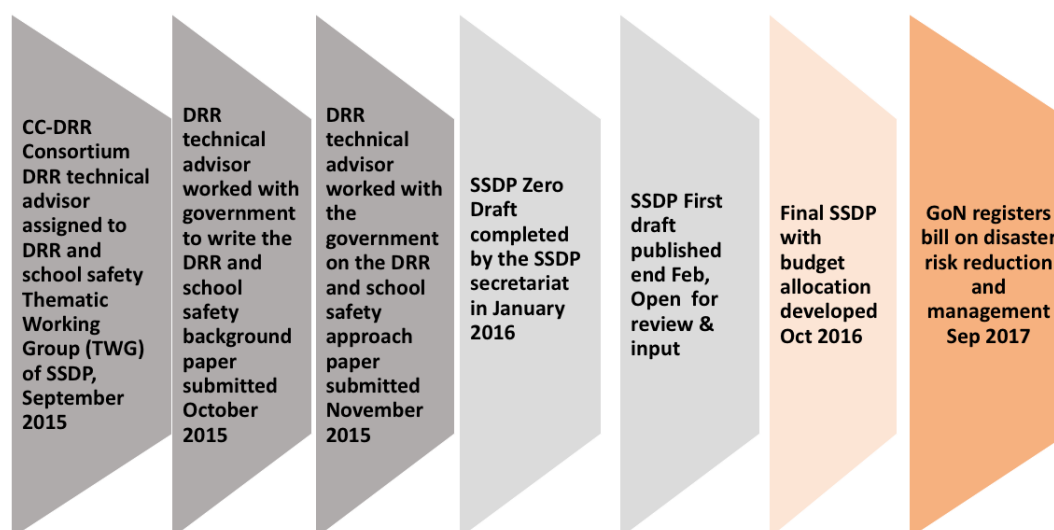 CC-DRR
Consortium
DRR technical
advisor
assigned to
DRR and
school safety
Thematic
Working
Group (TWG)
of SSDP,
September
2015
DRR
technical
advisor
worked with
government
to write the
DRR and
school
safety
background
paper
submitted
October
2015
DRR
technical
advisor
worked with
the
government
on the DRR
and school
safety
approach
paper
submitted
November
2015
SSDP Zero
Draft
completed
by the SSDP
secretariat
in January
2016
SSDP First
draft
published
end Feb,
Open for
review &
input
Final SSDP
with
budget
allocation
developed
Oct 2016
GoN registers
bill on disaster
risk reduction
and
management
Sep 2017